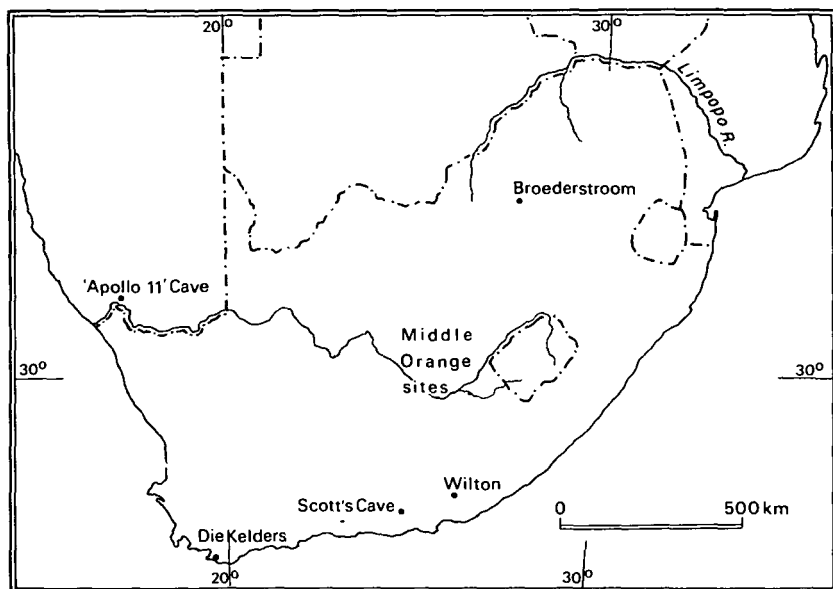 20° 30°
Limpopo R.
Broederstroom
'Apollo 11' Cave
Middle
Orange
sites
30° 30°
Wilton
Scott's Cave
0 500 km
Die Kelders
20° 30°